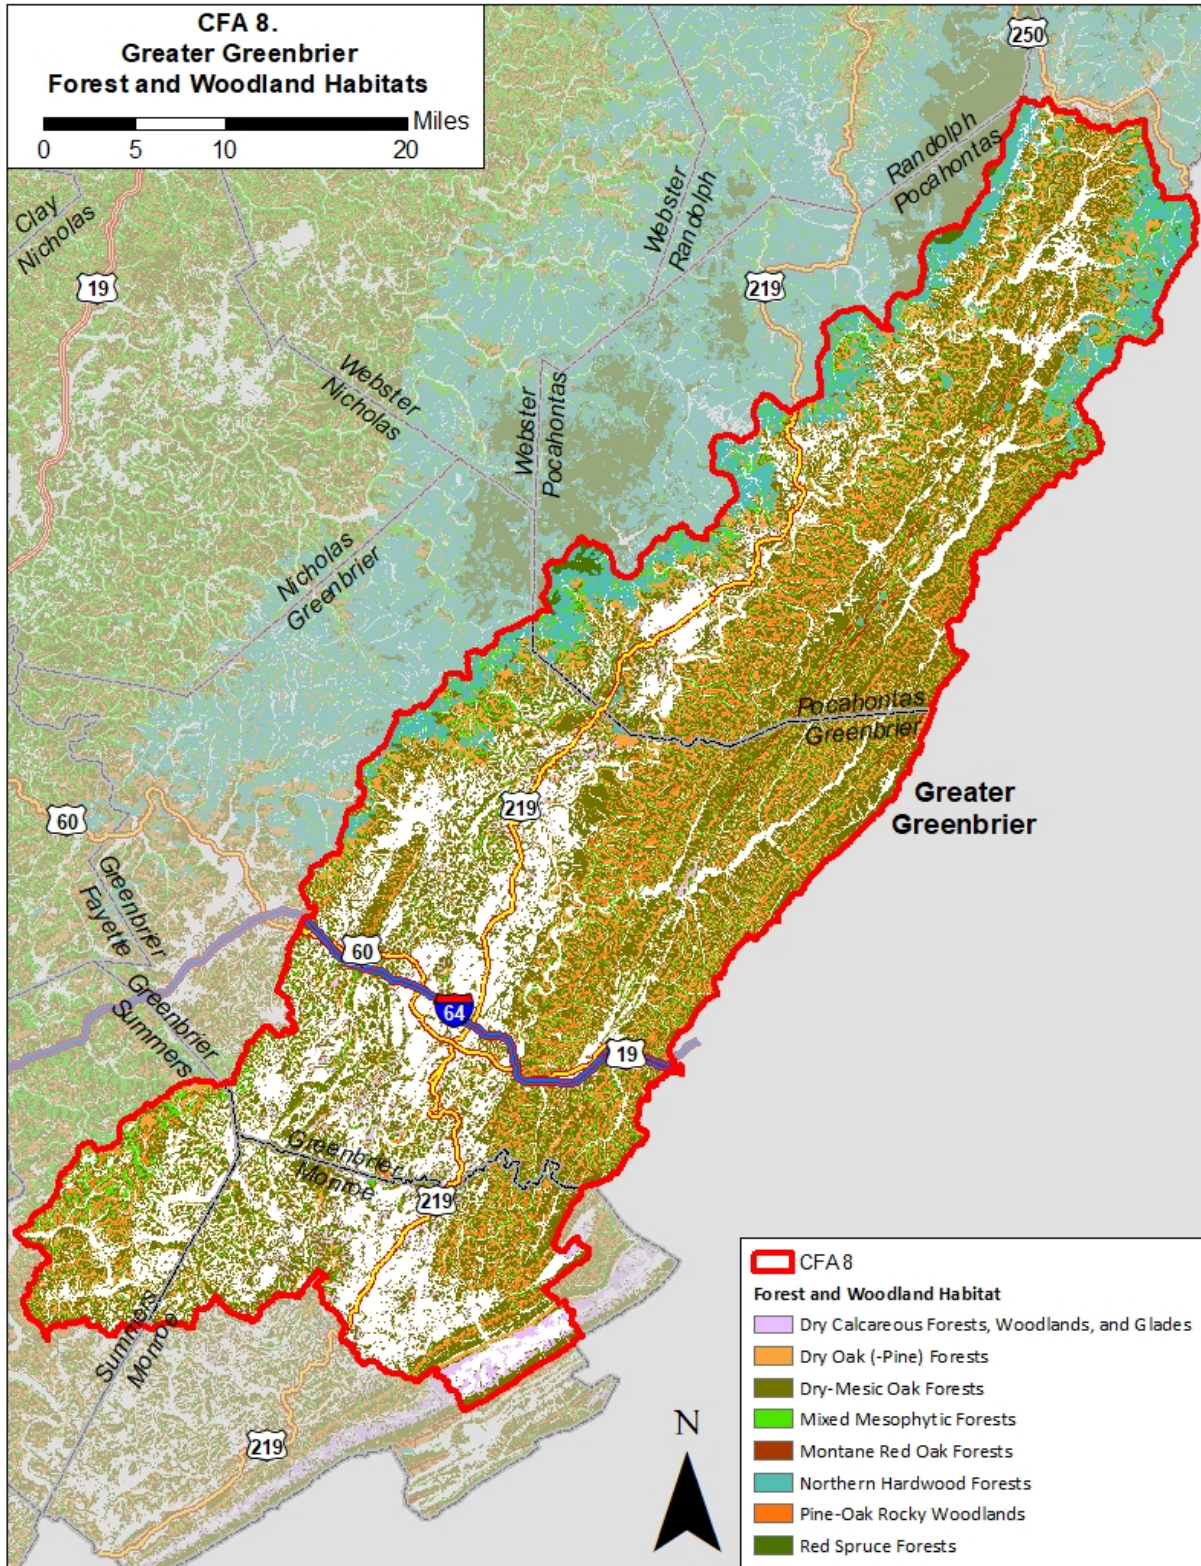 CFA 8.
Greater Greenbrier
Forest and Woodland Habitats
Miles
0 5 10 20
250
Randolph
Pocahontas
Clay
Nicholas
Webster
Randolph
19
219
Webster
Nicholas
Webster
Pocahontas
Nicholas
Greenbrier
Pocahontas
Greenbrier
Greater
Greenbrier
219
60
Greenbrier
Fayette
60
64
Greenbrier
Summers
19
Greenbrier
Monroe
219
Summers
Monroe
219
N
CFA 8
Forest and Woodland Habitat
Dry Calcareous Forests, Woodlands, and Glades
Dry Oak (-Pine) Forests
Dry-Mesic Oak Forests
Mixed Mesophytic Forests
Montane Red Oak Forests
Northern Hardwood Forests
Pine-Oak Rocky Woodlands
Red Spruce Forests